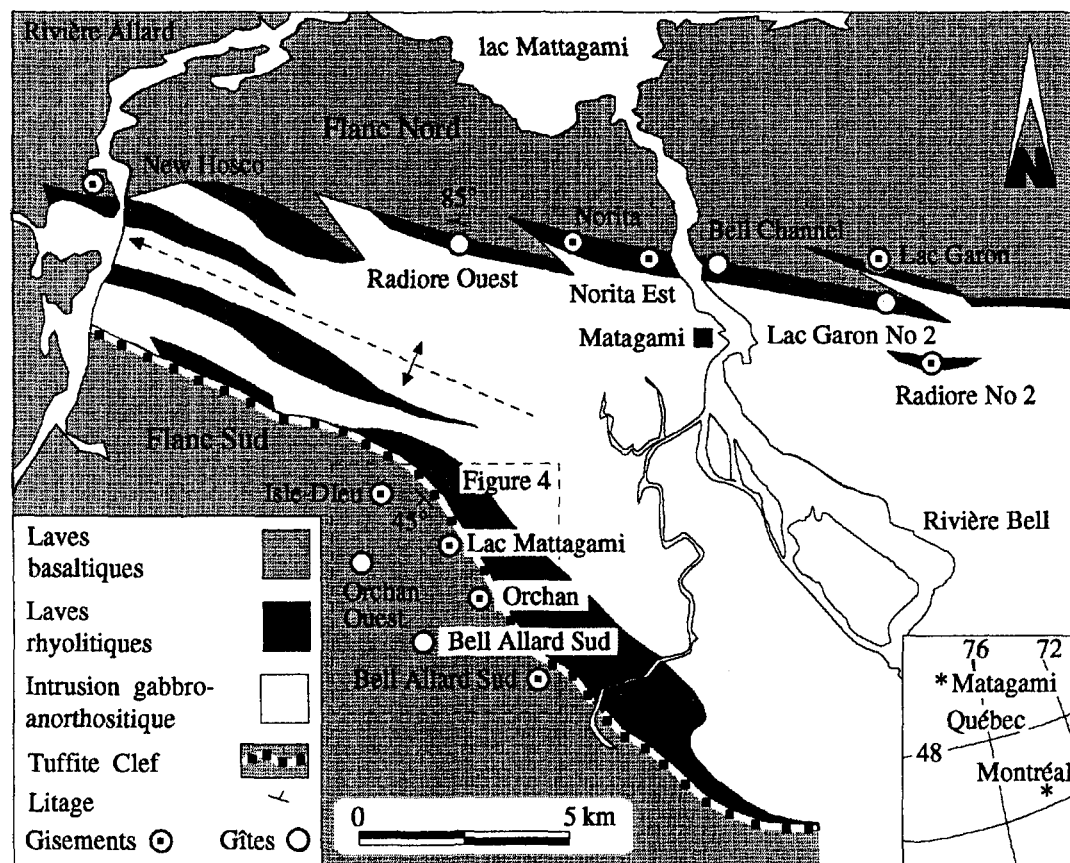 Rivière Allard
lac Mattagami
Flanc Nord
N
New Hosco
85°
Norita
Bell Channel
Lac Garon
Radiore Ouest
Norita Est
Matagami
Lac Garon No 2
Radiore No 2
Flanc Sud
Figure 4
Isle-Dieu
45°
Lac Mattagami
Rivière Bell
Orchan
Ouest
Orchan
Bell Allard Sud
Bell Allard Sud
Laves
basaltiques
Laves
rhyolitiques
Intrusion gabbro-
anorthositique
Tuffite Clef
Litage
Gisements
Gîtes
0
5 km
76
72
* Matagami
Québec
48
Montréal
*